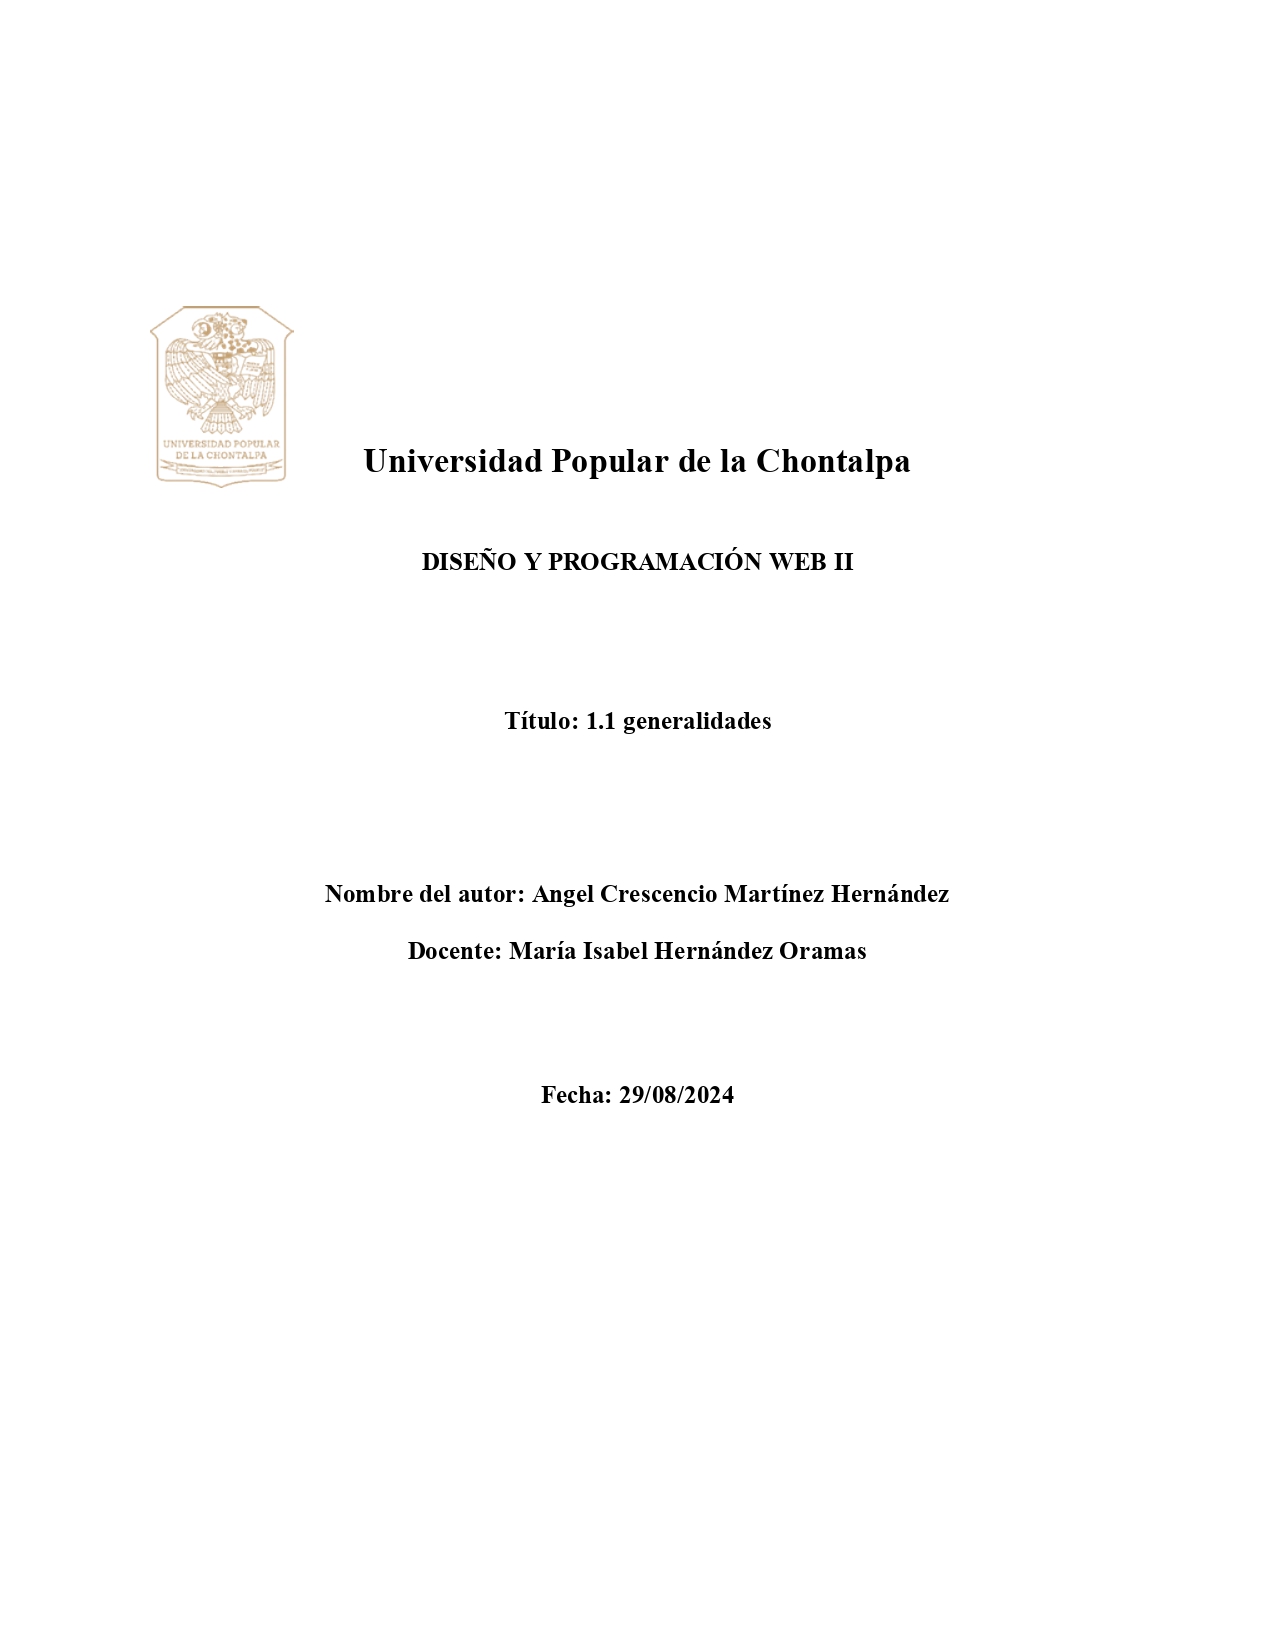 UNIVERSIDAD POPULAR
DE LA CHONTALPA
Universidad Popular de la Chontalpa
DISEÑO Y PROGRAMACIÓN WEB II
Título: 1.1 generalidades
Nombre del autor: Angel Crescencio Martínez Hernández
Docente: María Isabel Hernández Oramas
Fecha: 29/08/2024